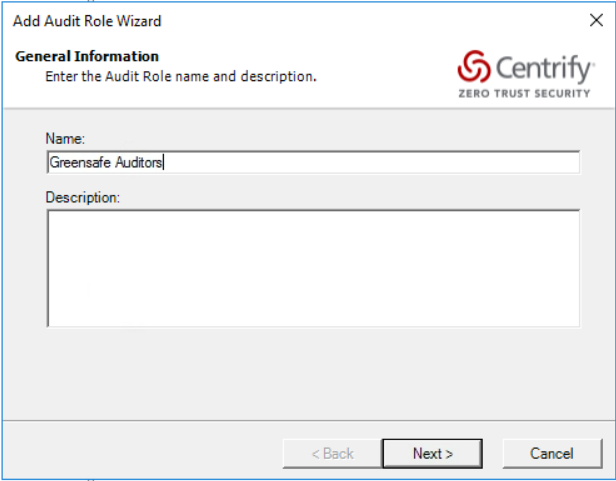 Add Audit Role Wizard
General Information
Enter the Audit Role name and description.
Centrify
ZERO TRUST SECURITY
Name:
Greensafe Auditors
Description:
< Back
Next >
Cancel